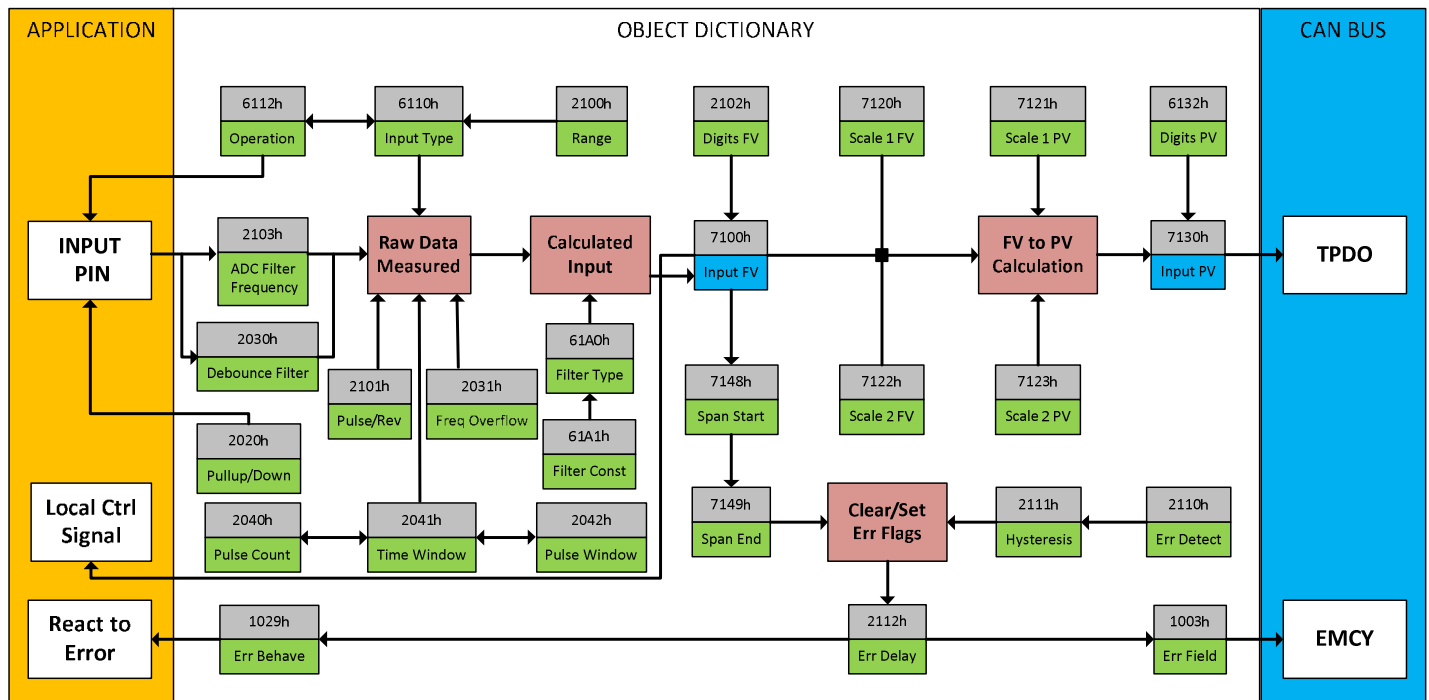 APPLICATION
OBJECT DICTIONARY
CAN BUS
6112h
Operation
6110h
Input Type
2100h
Range
2102h
Digits FV
7120h
Scale 1 FV
7121h
Scale 1 PV
6132h
Digits PV
INPUT
PIN
2103h
ADC Filter
Frequency
Raw Data
Measured
Calculated
Input
7100h
Input FV
FV to PV
Calculation
7130h
Input PV
TPDO
2030h
Debounce Filter
2101h
Pulse/Rev
2031h
Freq Overflow
61A0h
Filter Type
7148h
Span Start
7122h
Scale 2 FV
7123h
Scale 2 PV
2020h
Pullup/Down
61A1h
Filter Const
Local Ctrl
Signal
2040h
Pulse Count
2041h
Time Window
2042h
Pulse Window
7149h
Span End
Clear/Set
Err Flags
2111h
Hysteresis
2110h
Err Detect
React to
Error
1029h
Err Behave
2112h
Err Delay
1003h
Err Field
EMCY